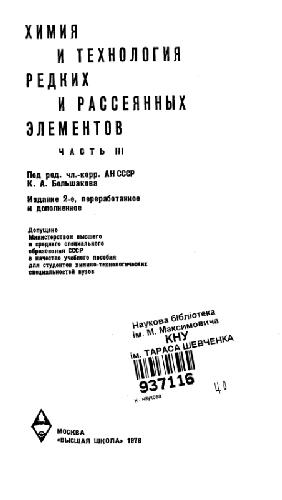 ХИМИЯ
И ТЕХНОЛОГИЯ
РЕДКИХ
И РАССЕЯННЫХ
ЭЛЕМЕНТОВ
ЧАСТЬ III
Под ред. чл.-корр. АН СССР
К. А. Большакова
Издание 2-е, переработанное
и дополненное
Допущено
Министерством высшего
и среднего специального
образования СССР
в качестве учебного пособия
для студентов химико-технологических
специальностей вузов
Наукова бібліотека
ім. М. Максимовича
КНУ
ім. ТАРАСА ШЕВЧЕНКА
937116
МОСКВА
«ВЫСШАЯ ШКОЛА» 1976